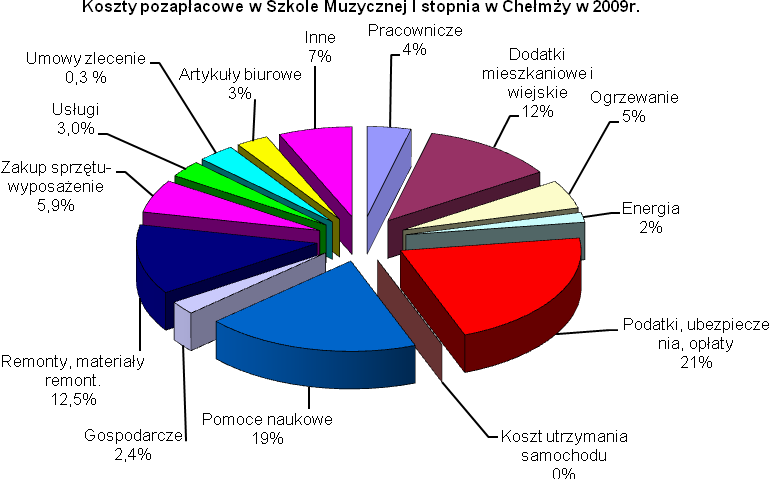 Koszty pozapłacowe w Szkole Muzycznej I stopnia w Chełmży w 2009r.
Inne
7%
Pracownicze
4%
Dodatki
mieszkaniowe i
wiejskie
12%
Ogrzewanie
5%
Energia
2%
Podatki, ubezpiecze
nia, opłaty
21%
Koszt utrzymania
samochodu
0%
Pomoce naukowe
19%
Gospodarcze
2,4%
Remonty, materiały
remont.
12,5%
Zakup sprzętu-
wyposażenie
5,9%
Usługi
3,0%
Umowy zlecenie
0,3 %
Artykuły biurowe
3%